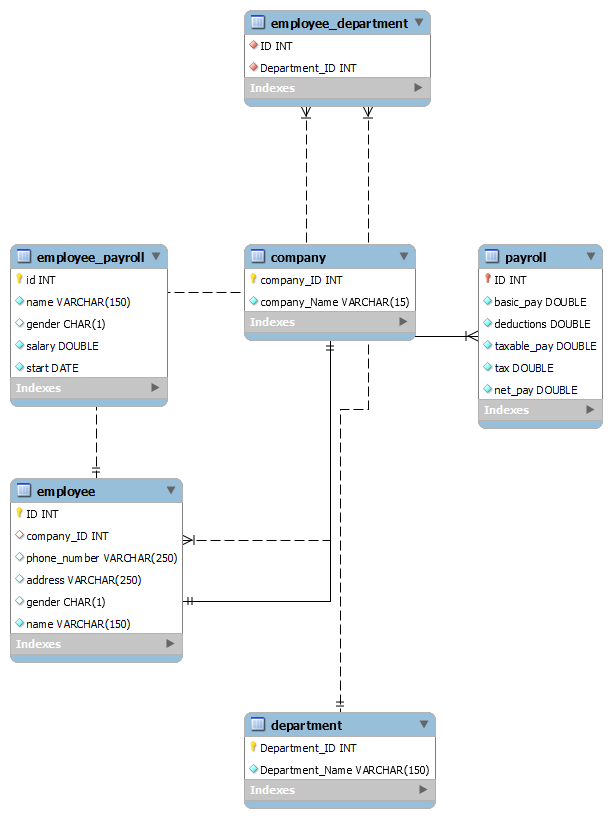 employee_department
ID INT
Department_ID INT
Indexes
employee_payroll
id INT
name VARCHAR(150)
gender CHAR(1)
salary DOUBLE
start DATE
Indexes
company
company_ID INT
company_Name VARCHAR(15)
Indexes
payroll
ID INT
basic_pay DOUBLE
deductions DOUBLE
taxable_pay DOUBLE
tax DOUBLE
net_pay DOUBLE
Indexes
employee
ID INT
company_ID INT
phone_number VARCHAR(250)
address VARCHAR(250)
gender CHAR(1)
name VARCHAR(150)
Indexes
department
Department_ID INT
Department_Name VARCHAR(150)
Indexes